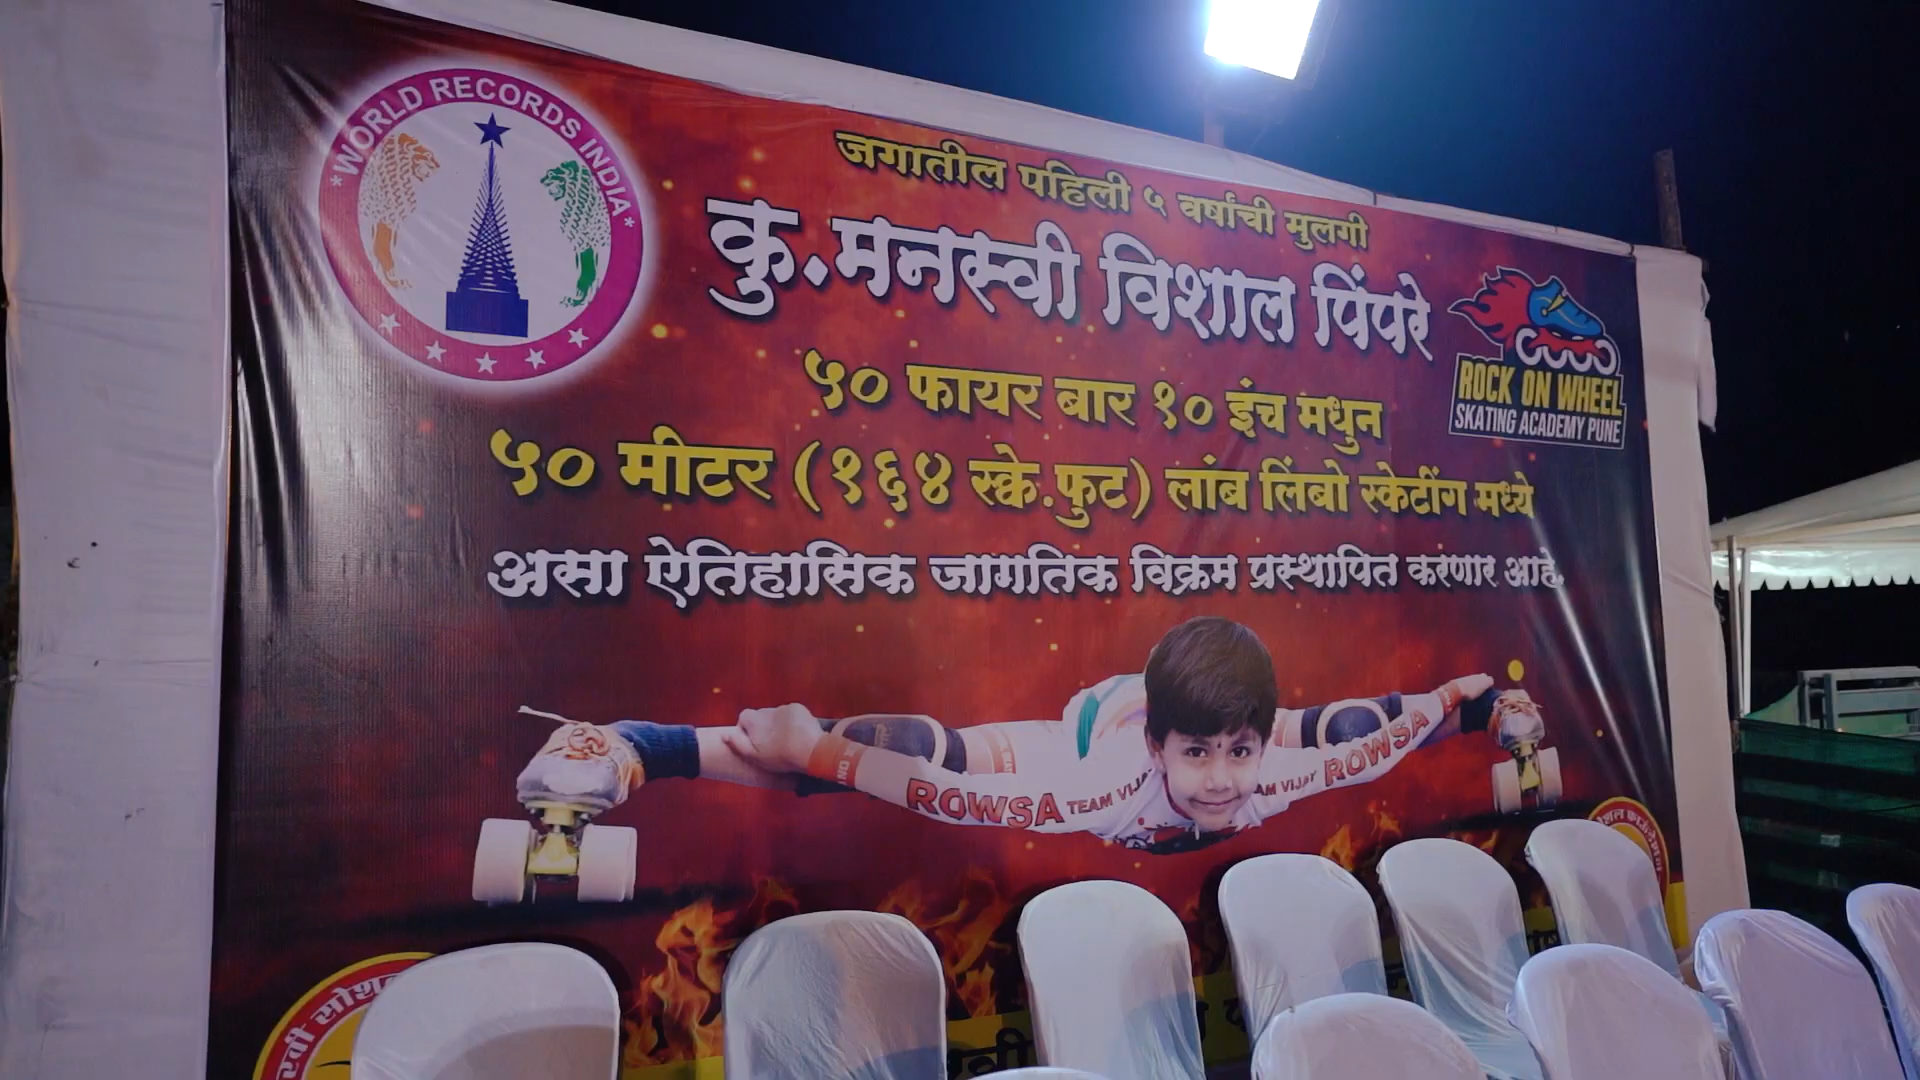 WORLD RECORDS INDIA
जगातील पहिली ५ वर्षांची मुलगी
कु.मनस्वी विशाल पिंपरे
५० फायर बार १० इंच मधुन
५० मीटर (१६४ स्के.फुट) लांब लिंबो स्केटींग मध्ये
असा ऐतिहासिक जागतिक विक्रम प्रस्थापित करणार आहे.
ROCK ON WHEEL
SKATING ACADEMY PUNE
ROWSA TEAM
ROWSA